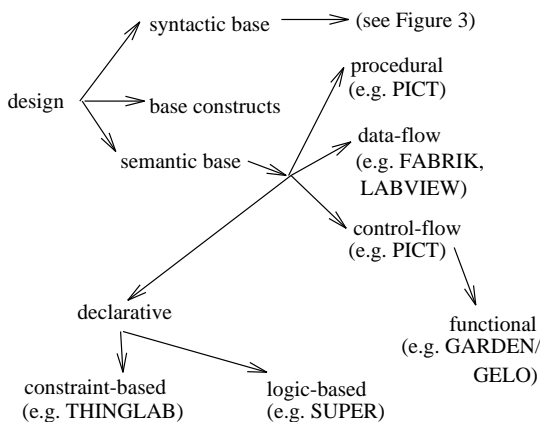 syntactic base
(see Figure 3)
procedural
(e.g. PICT)
design
base constructs
data-flow
(e.g. FABRIK,
LABVIEW)
semantic base
control-flow
(e.g. PICT)
declarative
functional
(e.g. GARDEN/
GELO)
constraint-based
(e.g. THINGLAB)
logic-based
(e.g. SUPER)